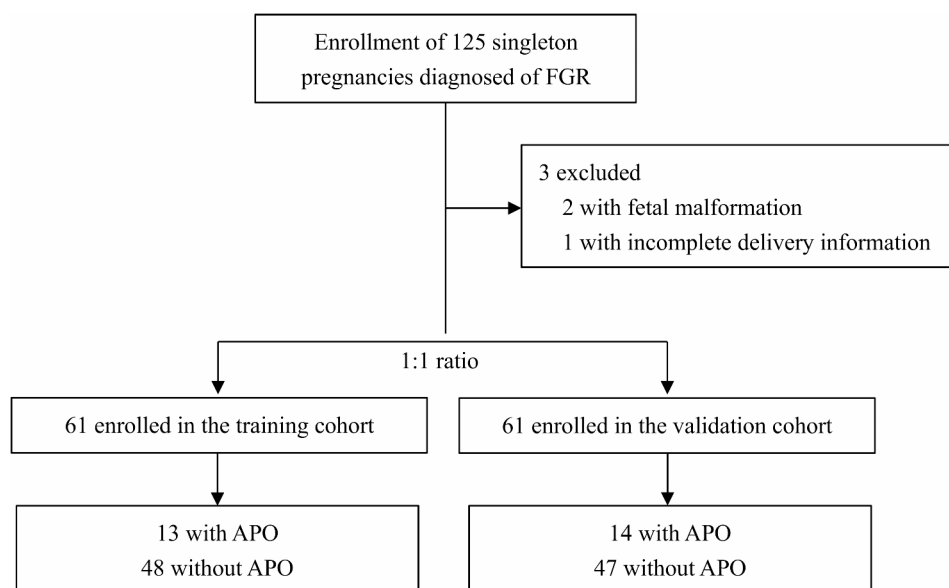 Enrollment of 125 singleton
pregnancies diagnosed of FGR
3 excluded
2 with fetal malformation
1 with incomplete delivery information
1:1 ratio
61 enrolled in the training cohort
61 enrolled in the validation cohort
13 with APO
48 without APO
14 with APO
47 without APO